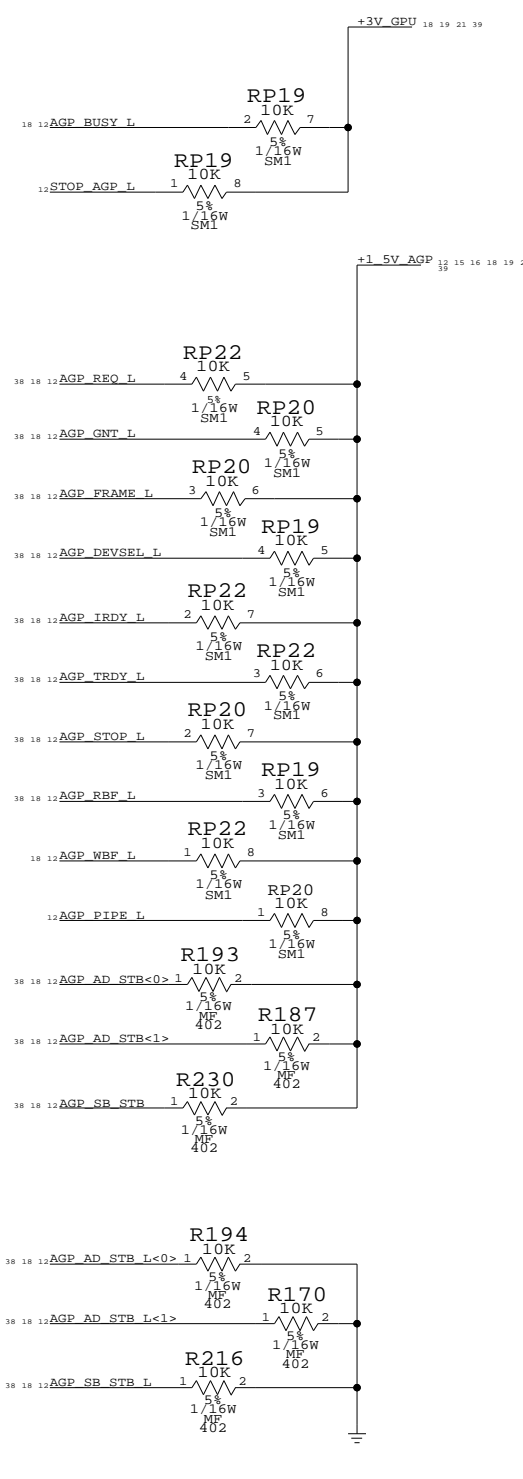 +3V_GPU 18 19 21 39
RP19
10K
18 12 AGP_BUSY_L 2 7
5%
1/16W
SM1
RP19
10K
12 STOP_AGP_L 1 8
5%
1/16W
SM1
+1_5V_AGP 12 15 16 18 19 2
39
RP22
10K
38 18 12 AGP_REQ_L 4 5
5%
1/16W
SM1
RP20
10K
38 18 12 AGP_GNT_L 4 5
5%
1/16W
SM1
RP20
10K
38 18 12 AGP_FRAME_L 3 6
5%
1/16W
SM1
RP19
10K
38 18 12 AGP_DEVSEL_L 4 5
5%
1/16W
SM1
RP22
10K
38 18 12 AGP_IRDY_L 2 7
5%
1/16W
SM1
RP22
10K
38 18 12 AGP_TRDY_L 3 6
5%
1/16W
SM1
RP20
10K
38 18 12 AGP_STOP_L 2 7
5%
1/16W
SM1
RP19
10K
38 18 12 AGP_RBF_L 3 6
5%
1/16W
SM1
RP22
10K
18 12 AGP_WBF_L 1 8
5%
1/16W
SM1
RP20
10K
12 AGP_PIPE_L 1 8
5%
1/16W
SM1
R193
10K
38 18 12 AGP_AD_STB<0> 1 2
5%
1/16W
MF
402
R187
10K
38 18 12 AGP_AD_STB<1> 1 2
5%
1/16W
MF
402
R230
10K
38 18 12 AGP_SB_STB 1 2
5%
1/16W
MF
402
R194
10K
38 18 12 AGP_AD_STB_L<0> 1 2
5%
1/16W
MF
402
R170
10K
38 18 12 AGP_AD_STB_L<1> 1 2
5%
1/16W
MF
402
R216
10K
38 18 12 AGP_SB_STB_L 1 2
5%
1/16W
MF
402